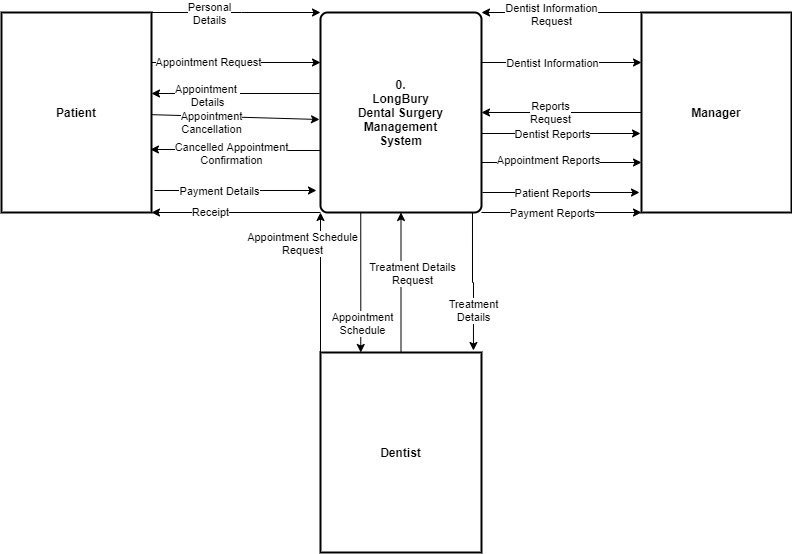 Personal
Details
Dentist Information
Request
Appointment Request
Dentist Information
0.
LongBury
Dental Surgery
Management
System
Patient
Manager
Appointment
Details
Appointment
Cancellation
Cancelled Appointment
Confirmation
Payment Details
Receipt
Reports
Request
Dentist Reports
Appointment Reports
Patient Reports
Payment Reports
Appointment Schedule
Request
Treatment Details
Request
Appointment
Schedule
Treatment
Details
Dentist